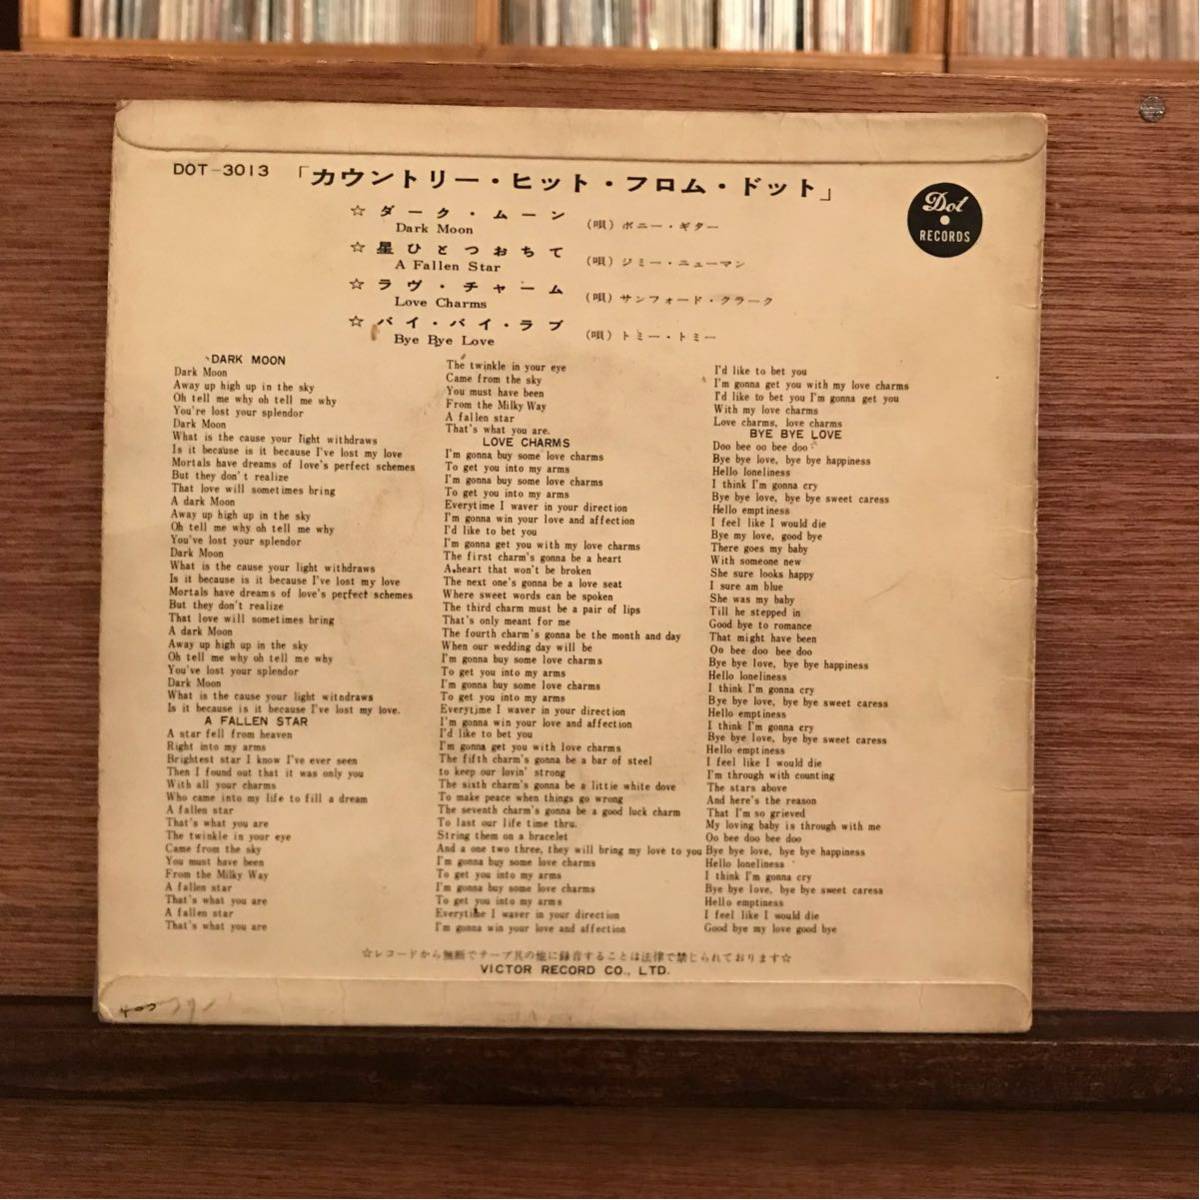 DOT-3013 「カウントリー・ヒット・フロム・ドット」
Dot
RECORDS
☆ ダーク・ムーン (唄) ボニー・ギター
Dark Moon
☆ 星ひとつおちて (唄) ジミー・ニューマン
A Fallen Star
☆ ラヴ・チャーム (唄) サンフォード・クラーク
Love Charms
☆ バイ・バイ・ラブ (唄) トミー・トミー
Bye Bye Love
DARK MOON
Dark Moon
Away up high up in the sky
Oh tell me why oh tell me why
You're lost your splendor
Dark Moon
What is the cause your light withdraws
Is it because is it because I've lost my love
Mortals have dreams of love's perfect schemes
But they don't realize
That love will sometimes bring
A dark Moon
Away up high up in the sky
Oh tell me why oh tell me why
You've lost your splendor
Dark Moon
What is the cause your light withdraws
Is it because is it because I've lost my love
Mortals have dreams of love's perfect schemes
But they don't realize
That love will sometimes bring
A dark Moon
Away up high up in the sky
Oh tell me why oh tell me why
You've lost your splendor
Dark Moon
What is the cause your light witndraws
Is it because is it because I've lost my love.
A FALLEN STAR
A star fell from heaven
Right into my arms
Brightest star I know I've ever seen
Then I found out that it was only you
With all your charms
Who came into my life to fill a dream
A fallen star
That's what you are
The twinkle in your eye
Came from the sky
You must have been
From the Milky Way
A fallen star
That's what you are
A fallen star
That's what you are
The twinkle in your eye
Came from the sky
You must have been
From the Milky Way
A fallen star
That's what you are.
LOVE CHARMS
I'm gonna buy some love charms
To get you into my arms
I'm gonna buy some love charms
To get you into my arms
Everytime I waver in your direction
I'm gonna win your love and affection
I'd like to bet you
I'm gonna get you with my love charms
The first charm's gonna be a heart
A heart that won't be broken
The next one's gonna be a love seat
Where sweet words can be spoken
The third charm must be a pair of lips
That's only meant for me
The fourth charm's gonna be the month and day
When our wedding day will be
I'm gonna buy some love charms
To get you into my arms
I'm gonna buy some love charms
To get you into my arms
Everytime I waver in your direction
I'm gonna win your love and affection
I'd like to bet you
I'm gonna get you with love charms
The fifth charm's gonna be a bar of steel
to keep our lovin' strong
The sixth charm's gonna be a little white dove
To make peace when things go wrong
The seventh charm's gonna be a good luck charm
To last our life time thru.
String them on a bracelet
And a one two three, they will bring my love to you
I'm gonna buy some love charms
To get you into my arms
I'm gonna buy some love charms
To get you into my arms
Everytime I waver in your direction
I'm gonna win your love and affection
I'd like to bet you
I'm gonna get you with my love charms
I'd like to bet you I'm gonna get you
With my love charms
Love charms, love charms
BYE BYE LOVE
Doo bee oo bee doo
Bye bye love, bye bye happiness
Hello loneliness
I think I'm gonna cry
Bye bye love, bye bye sweet caress
Hello emptiness
I feel like I would die
Bye my love, good bye
There goes my baby
With someone new
She sure looks happy
I sure am blue
She was my baby
Till he stepped in
Good bye to romance
That might have been
Oo bee doo bee doo
Bye bye love, bye bye happiness
Hello loneliness
I think I'm gonna cry
Bye bye love, bye bye sweet caress
Hello emptiness
I think I'm gonna cry
Bye bye love, bye bye sweet caress
Hello emptiness
I feel like I would die
I'm through with counting
The stars above
And here's the reason
That I'm so grieved
My loving baby is through with me
Oo bee doo bee doo
Bye bye love, bye bye happiness
Hello loneliness
I think I'm gonna cry
Bye bye love, bye bye sweet caress
Hello emptiness
I feel like I would die
Good bye my love good bye
☆レコードから無断でテープ其の他に録音することは法律で禁じられております☆
VICTOR RECORD CO., LTD.